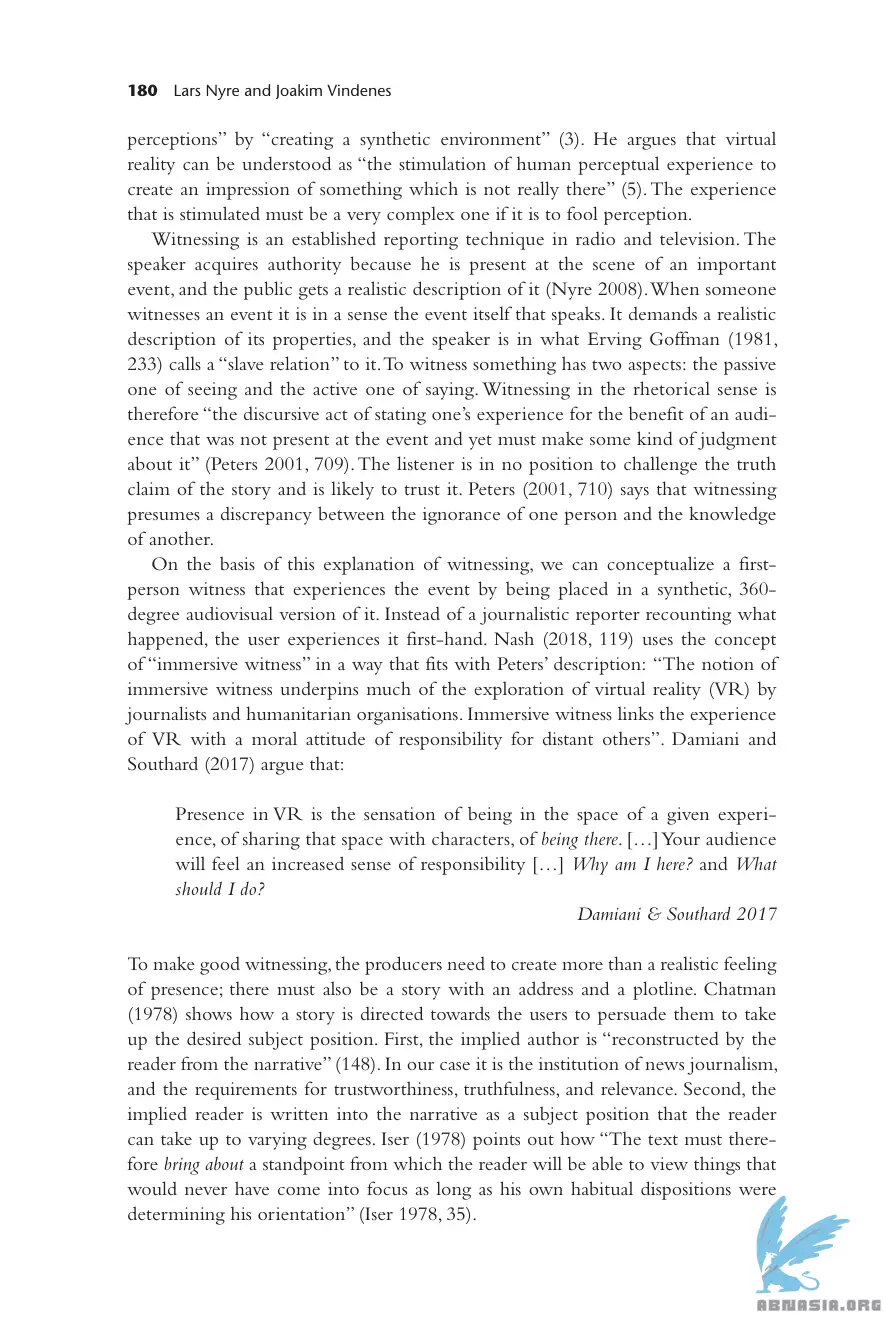 180 Lars Nyre and Joakim Vindenes
perceptions” by “creating a synthetic environment” (3). He argues that virtual
reality can be understood as “the stimulation of human perceptual experience to
create an impression of something which is not really there” (5). The experience
that is stimulated must be a very complex one if it is to fool perception.
Witnessing is an established reporting technique in radio and television. The
speaker acquires authority because he is present at the scene of an important
event, and the public gets a realistic description of it (Nyre 2008). When someone
witnesses an event it is in a sense the event itself that speaks. It demands a realistic
description of its properties, and the speaker is in what Erving Goffman (1981,
233) calls a “slave relation” to it. To witness something has two aspects: the passive
one of seeing and the active one of saying. Witnessing in the rhetorical sense is
therefore “the discursive act of stating one’s experience for the benefit of an audi-
ence that was not present at the event and yet must make some kind of judgment
about it” (Peters 2001, 709). The listener is in no position to challenge the truth
claim of the story and is likely to trust it. Peters (2001, 710) says that witnessing
presumes a discrepancy between the ignorance of one person and the knowledge
of another.
On the basis of this explanation of witnessing, we can conceptualize a first-
person witness that experiences the event by being placed in a synthetic, 360-
degree audiovisual version of it. Instead of a journalistic reporter recounting what
happened, the user experiences it first-hand. Nash (2018, 119) uses the concept
of “immersive witness” in a way that fits with Peters’ description: “The notion of
immersive witness underpins much of the exploration of virtual reality (VR) by
journalists and humanitarian organisations. Immersive witness links the experience
of VR with a moral attitude of responsibility for distant others”. Damiani and
Southard (2017) argue that:
Presence in VR is the sensation of being in the space of a given experi-
ence, of sharing that space with characters, of being there. […] Your audience
will feel an increased sense of responsibility […] Why am I here? and What
should I do?
Damiani & Southard 2017
To make good witnessing, the producers need to create more than a realistic feeling
of presence; there must also be a story with an address and a plotline. Chatman
(1978) shows how a story is directed towards the users to persuade them to take
up the desired subject position. First, the implied author is “reconstructed by the
reader from the narrative” (148). In our case it is the institution of news journalism,
and the requirements for trustworthiness, truthfulness, and relevance. Second, the
implied reader is written into the narrative as a subject position that the reader
can take up to varying degrees. Iser (1978) points out how “The text must there-
fore bring about a standpoint from which the reader will be able to view things that
would never have come into focus as long as his own habitual dispositions were
determining his orientation” (Iser 1978, 35).
ABNASIA.ORG